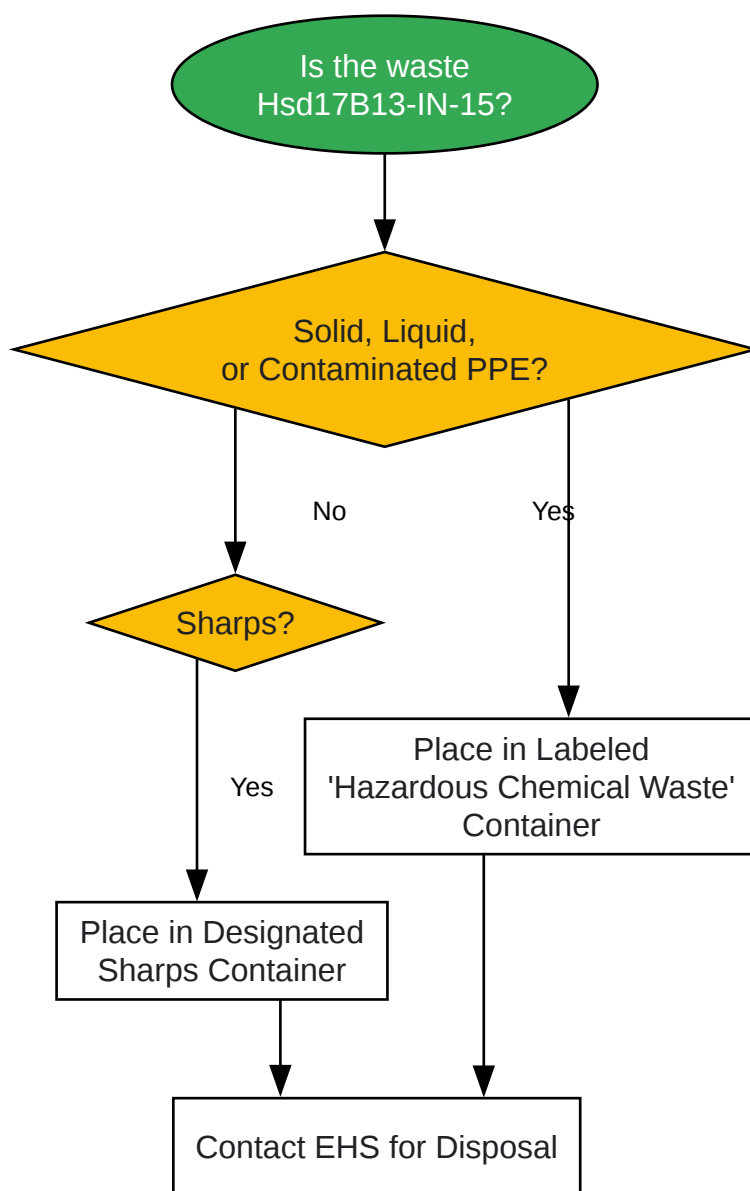 Is the waste
Hsd17B13-IN-15?
Solid, Liquid,
or Contaminated PPE?
No
Yes
Sharps?
Place in Labeled
'Hazardous Chemical Waste'
Container
Yes
Place in Designated
Sharps Container
Contact EHS for Disposal